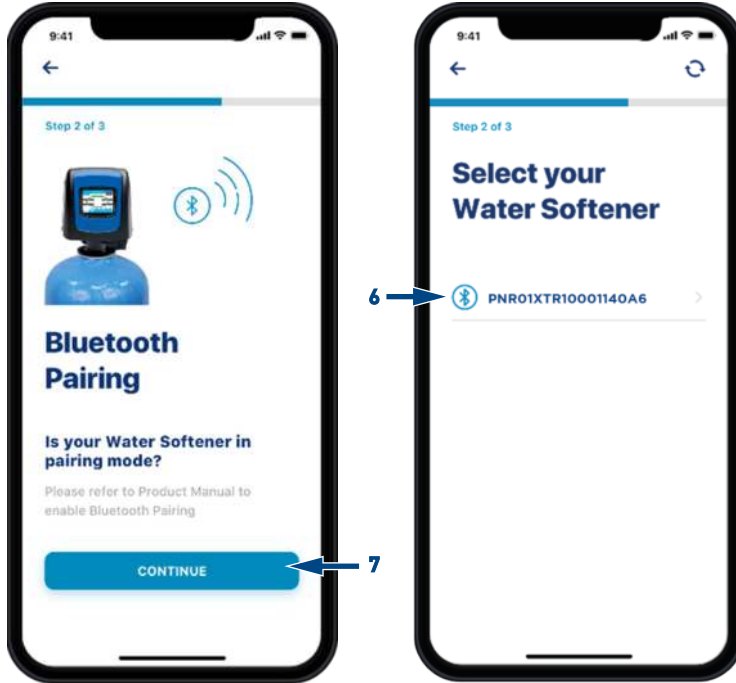 9:41
Step 2 of 3
Bluetooth
Pairing
Is your Water Softener in
pairing mode?
Please refer to Product Manual to
enable Bluetooth Pairing
CONTINUE
7
9:41
Step 2 of 3
Select your
Water Softener
6
PNR01XTR10001140A6